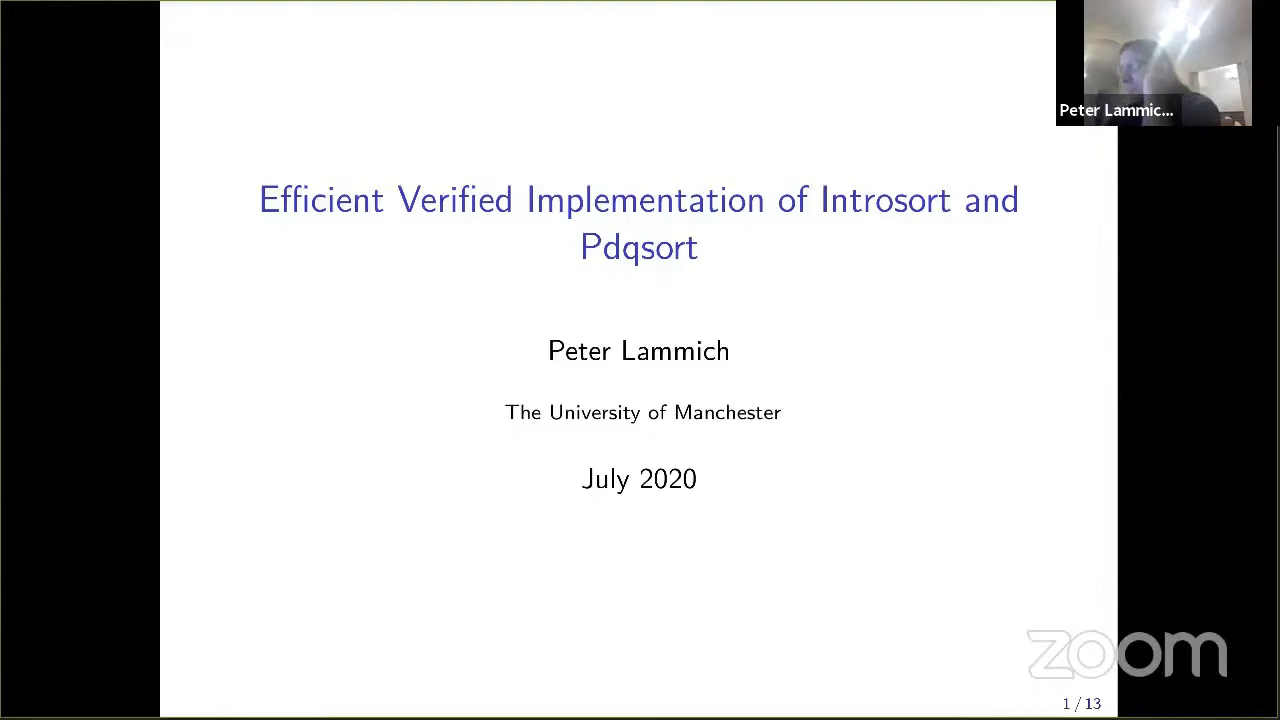 Peter Lammic...
Efficient Verified Implementation of Introsort and
Pdqsort
Peter Lammich
The University of Manchester
July 2020
zoom
1 / 13